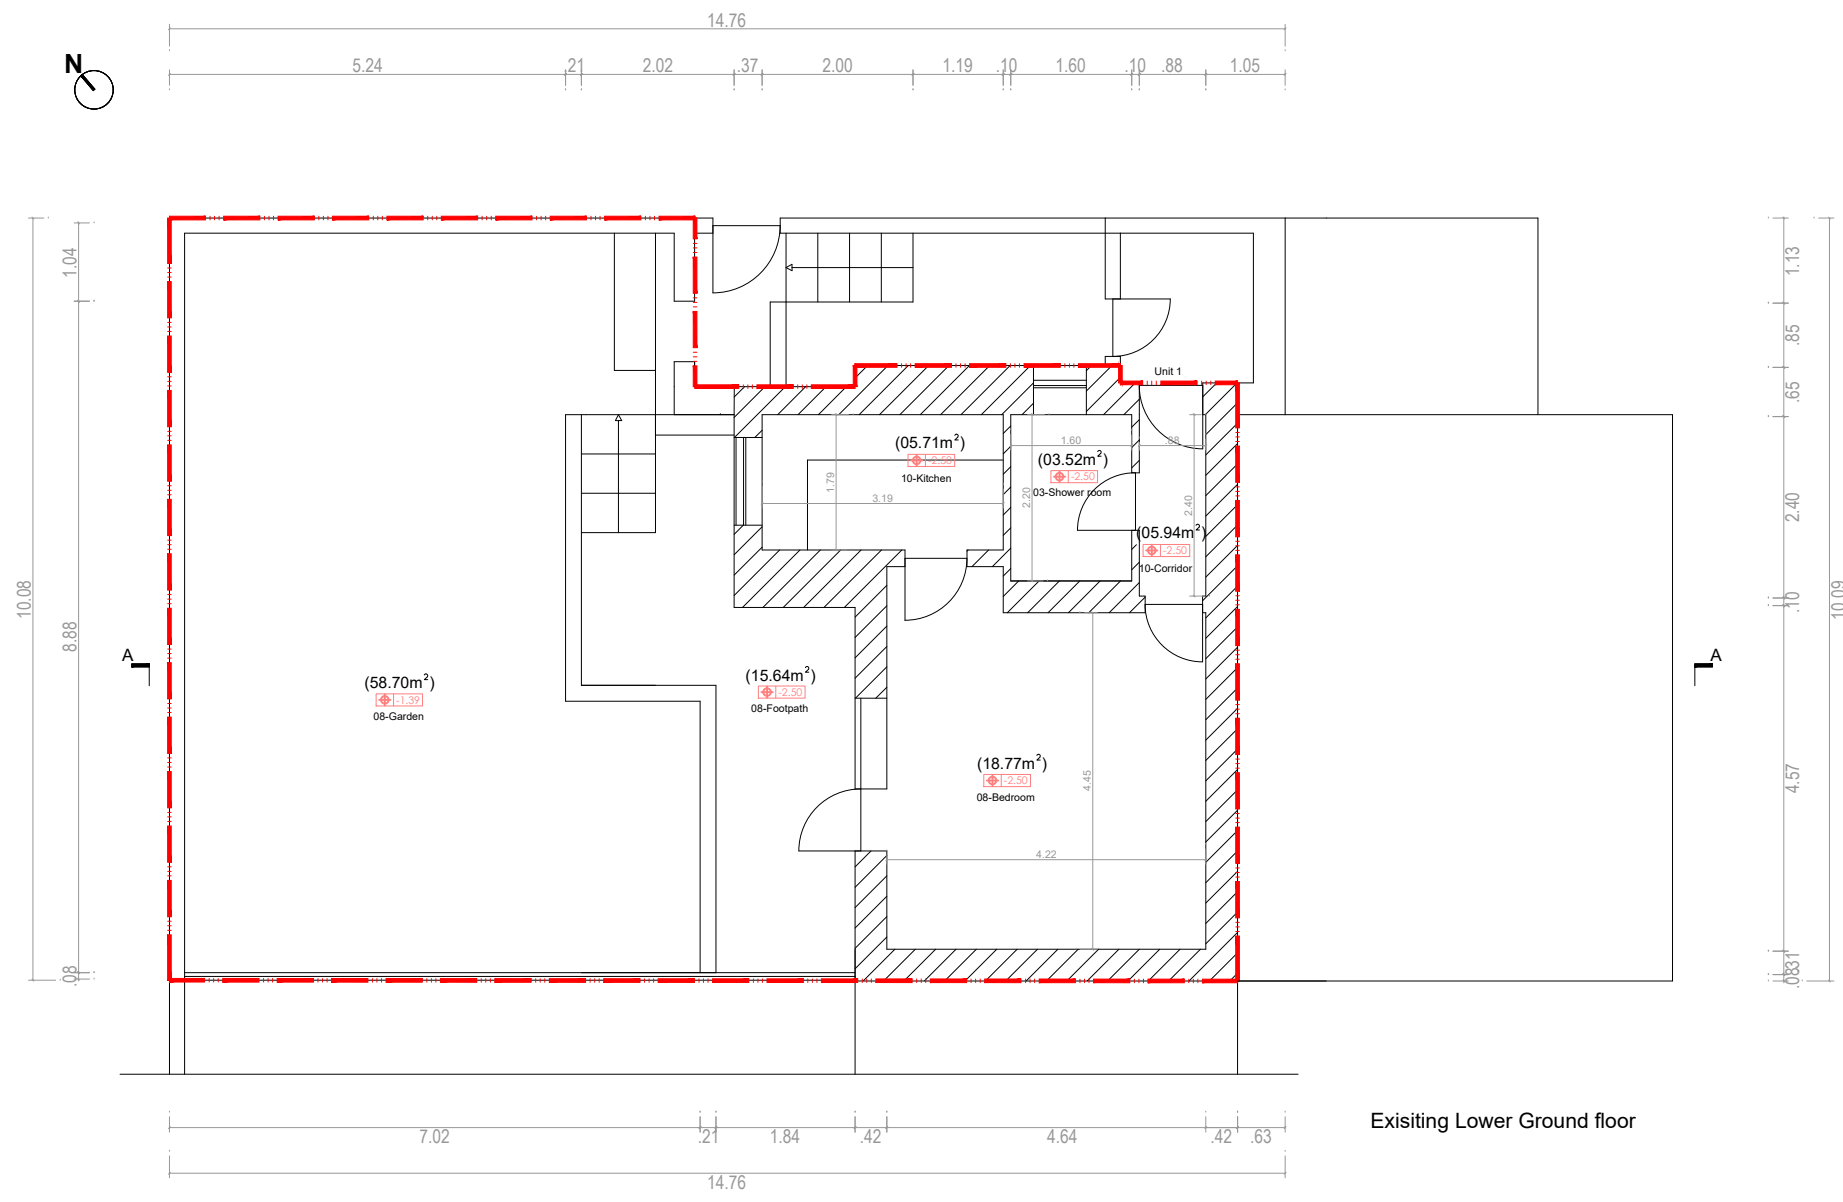 14.76
5.24 .21 2.02 .37 2.00 1.19 .10 1.60 .10 .88 1.05
N
1.04
8.88
.08
10.08
1.13
.85
.65
2.40
.10
4.57
.31
.08
10.09
Unit 1
(05.71m²)
-2.50
10-Kitchen
1.79
3.19
1.60
(03.52m²)
-2.50
03-Shower room
2.20
.88
2.40
(05.94m²)
-2.50
10-Corridor
A
A
(58.70m²)
-1.39
08-Garden
(15.64m²)
-2.50
08-Footpath
(18.77m²)
-2.50
08-Bedroom
4.45
4.22
Exisiting Lower Ground floor
7.02 .21 1.84 .42 4.64 .42 .63
14.76